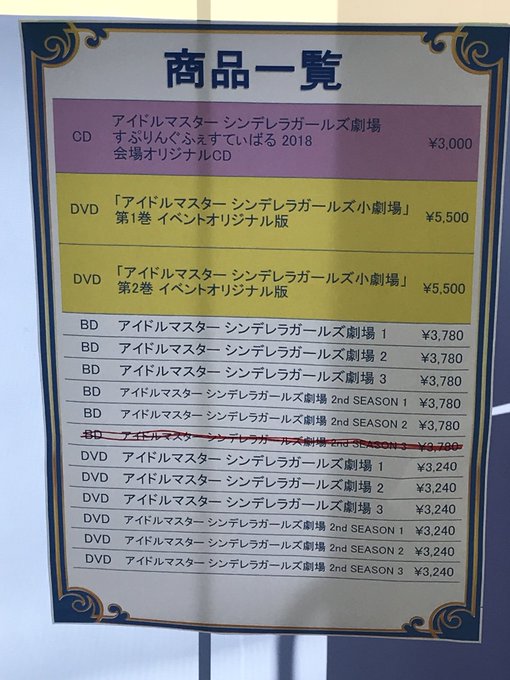 商品一覧
CD アイドルマスター シンデレラガールズ劇場
すぷりんぐふぇすてぃばる 2018
会場オリジナルCD ¥3,000
DVD 「アイドルマスター シンデレラガールズ小劇場」
第1巻 イベントオリジナル版 ¥5,500
DVD 「アイドルマスター シンデレラガールズ小劇場」
第2巻 イベントオリジナル版 ¥5,500
BD アイドルマスター シンデレラガールズ劇場 1 ¥3,780
BD アイドルマスター シンデレラガールズ劇場 2 ¥3,780
BD アイドルマスター シンデレラガールズ劇場 3 ¥3,780
BD アイドルマスター シンデレラガールズ劇場 2nd SEASON 1 ¥3,780
BD アイドルマスター シンデレラガールズ劇場 2nd SEASON 2 ¥3,780
BD アイドルマスター シンデレラガールズ劇場 2nd SEASON 3 ¥3,780
DVD アイドルマスター シンデレラガールズ劇場 1 ¥3,240
DVD アイドルマスター シンデレラガールズ劇場 2 ¥3,240
DVD アイドルマスター シンデレラガールズ劇場 3 ¥3,240
DVD アイドルマスター シンデレラガールズ劇場 2nd SEASON 1 ¥3,240
DVD アイドルマスター シンデレラガールズ劇場 2nd SEASON 2 ¥3,240
DVD アイドルマスター シンデレラガールズ劇場 2nd SEASON 3 ¥3,240